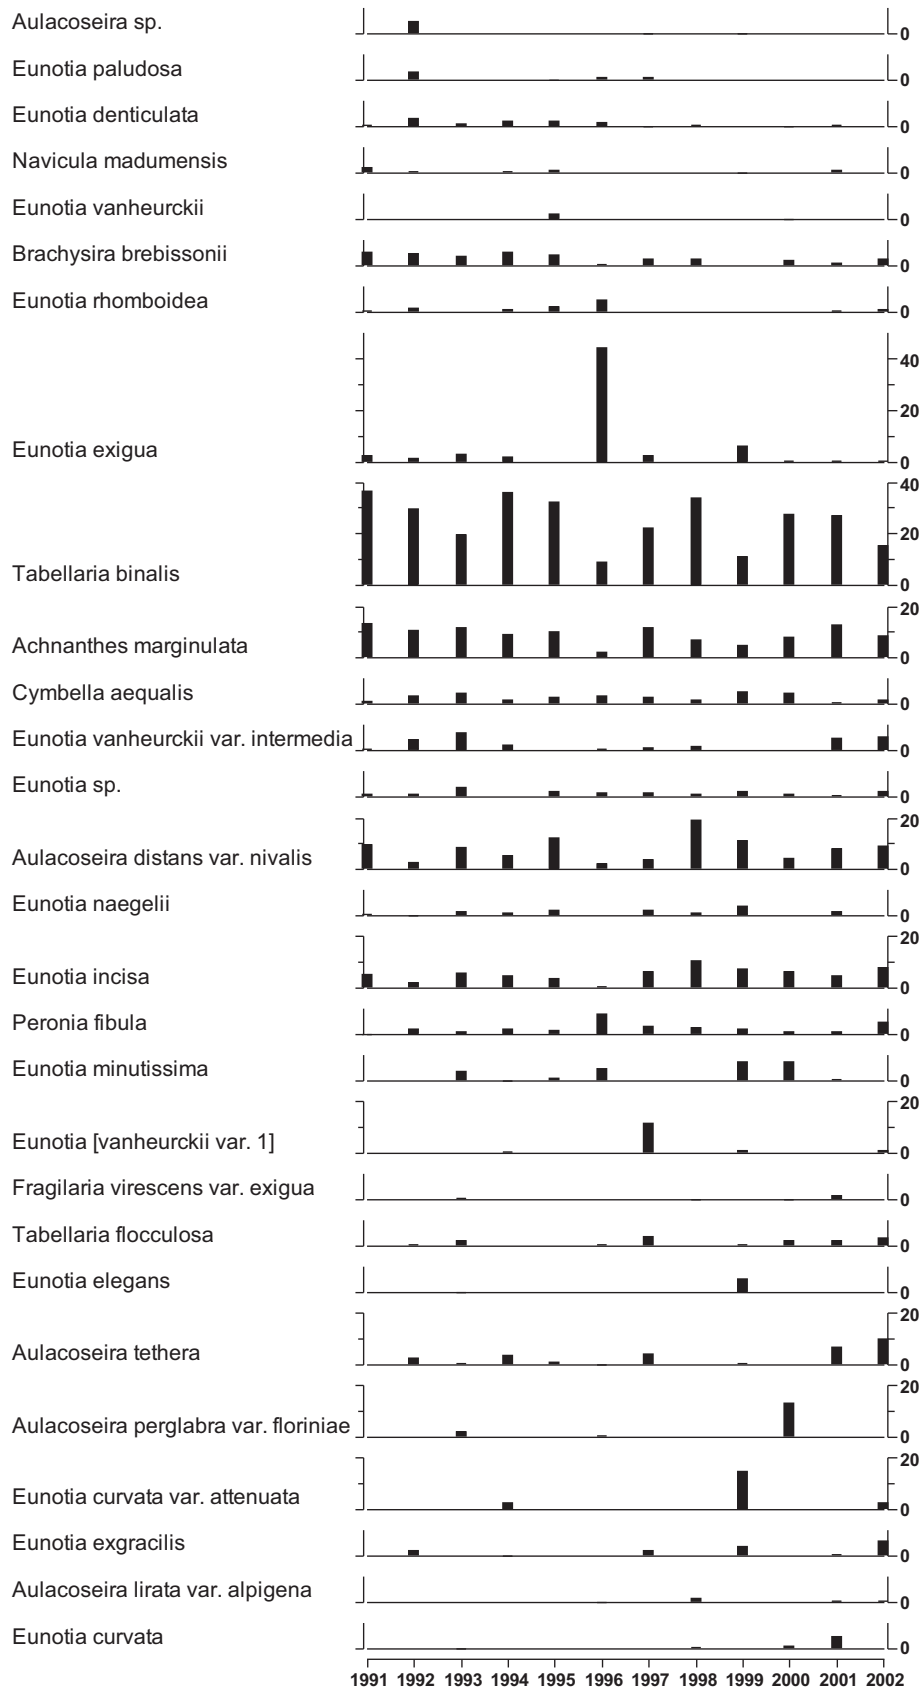 Aulacoseira sp.
0
Eunotia paludosa
0
Eunotia denticulata
0
Navicula madumensis
0
Eunotia vanheurckii
0
Brachysira brebissonii
0
Eunotia rhomboidea
0
40
20
Eunotia exigua
0
40
20
Tabellaria binalis
0
20
Achnanthes marginulata
0
Cymbella aequalis
0
Eunotia vanheurckii var. intermedia
0
Eunotia sp.
0
20
Aulacoseira distans var. nivalis
0
Eunotia naegelii
0
20
Eunotia incisa
0
Peronia fibula
0
Eunotia minutissima
0
20
Eunotia [vanheurckii var. 1]
0
Fragilaria virescens var. exigua
0
Tabellaria flocculosa
0
Eunotia elegans
0
20
Aulacoseira tethera
0
20
Aulacoseira perglabra var. floriniae
0
20
Eunotia curvata var. attenuata
0
Eunotia exgracilis
0
Aulacoseira lirata var. alpigena
0
Eunotia curvata
0
1991 1992 1993 1994 1995 1996 1997 1998 1999 2000 2001 2002